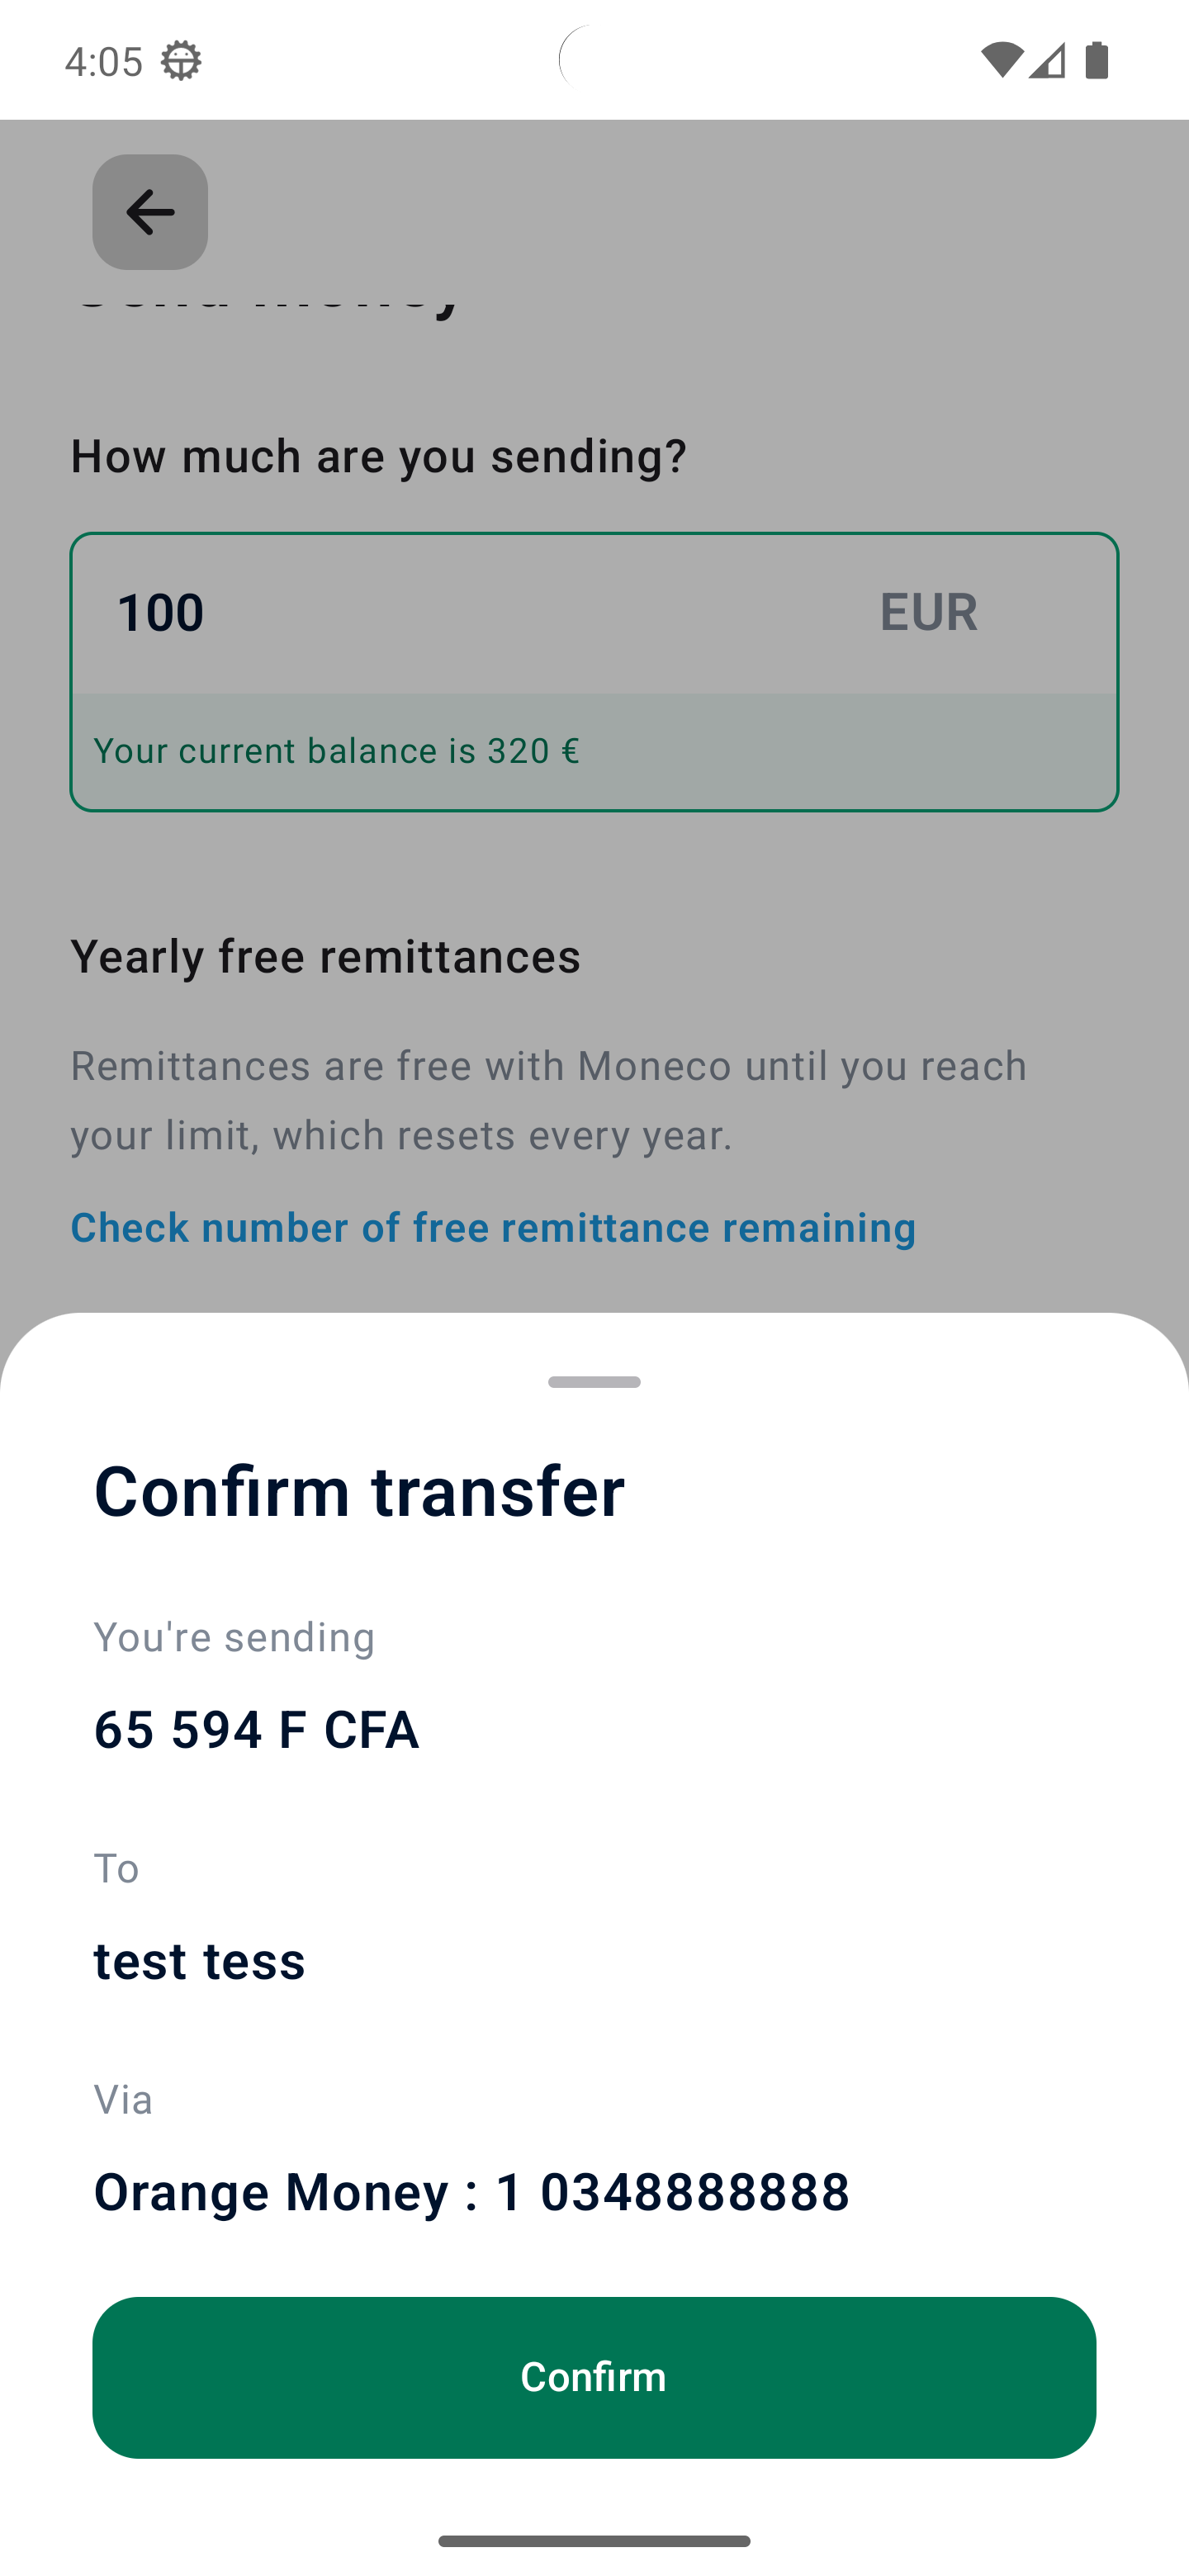 4:05
Send money
How much are you sending?
100 EUR
Your current balance is 320 €
Yearly free remittances
Remittances are free with Moneco until you reach
your limit, which resets every year.
Check number of free remittance remaining
Confirm transfer
You're sending
65 594 F CFA
To
test tess
Via
Orange Money : 1 0348888888
Confirm